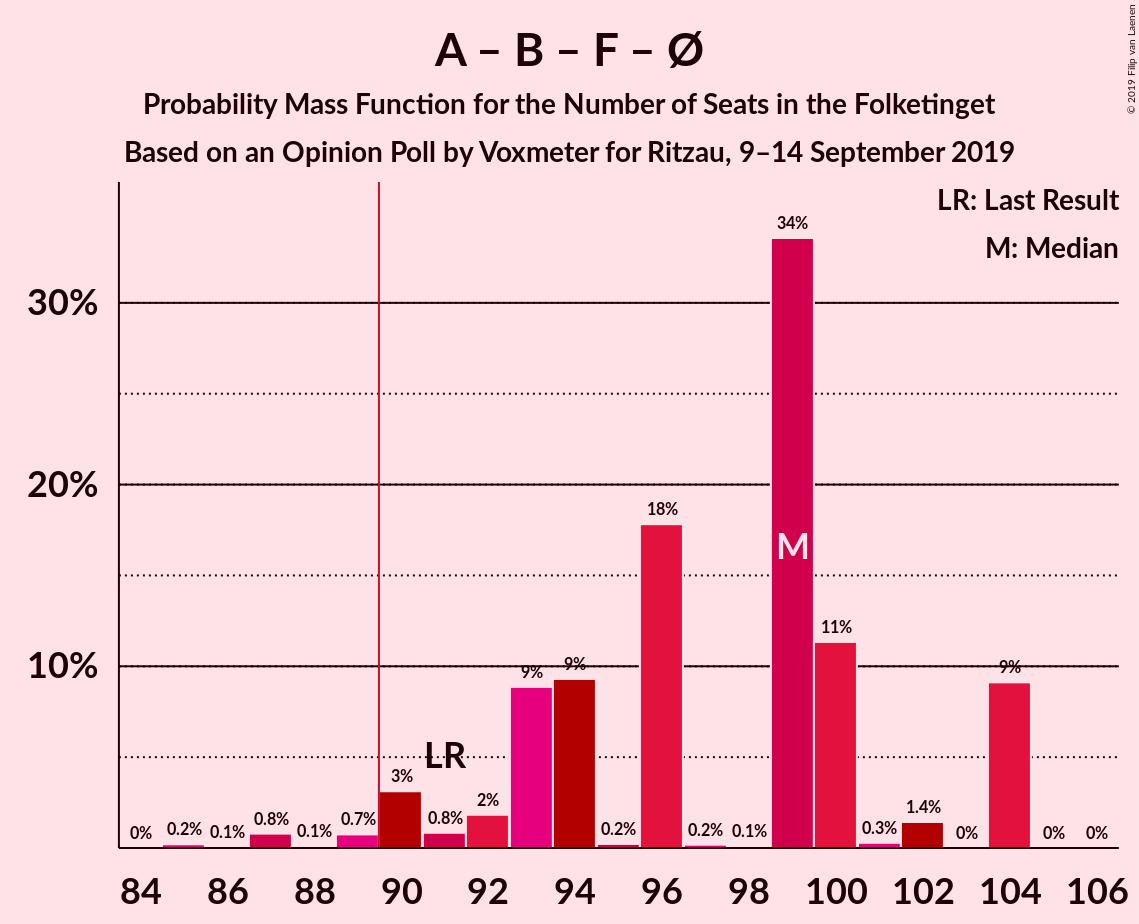 A – B – F – Ø
Probability Mass Function for the Number of Seats in the Folketinget
Based on an Opinion Poll by Voxmeter for Ritzau, 9–14 September 2019
© 2019 Filip van Laenen
LR: Last Result
M: Median
30%
20%
10%
0% 0.2% 0.1% 0.8% 0.1% 0.7% 3% 0.8% 2% 9% 9% 0.2% 18% 0.2% 0.1% 34% 11% 0.3% 1.4% 0% 9% 0% 0%
LR
M
84 86 88 90 92 94 96 98 100 102 104 106